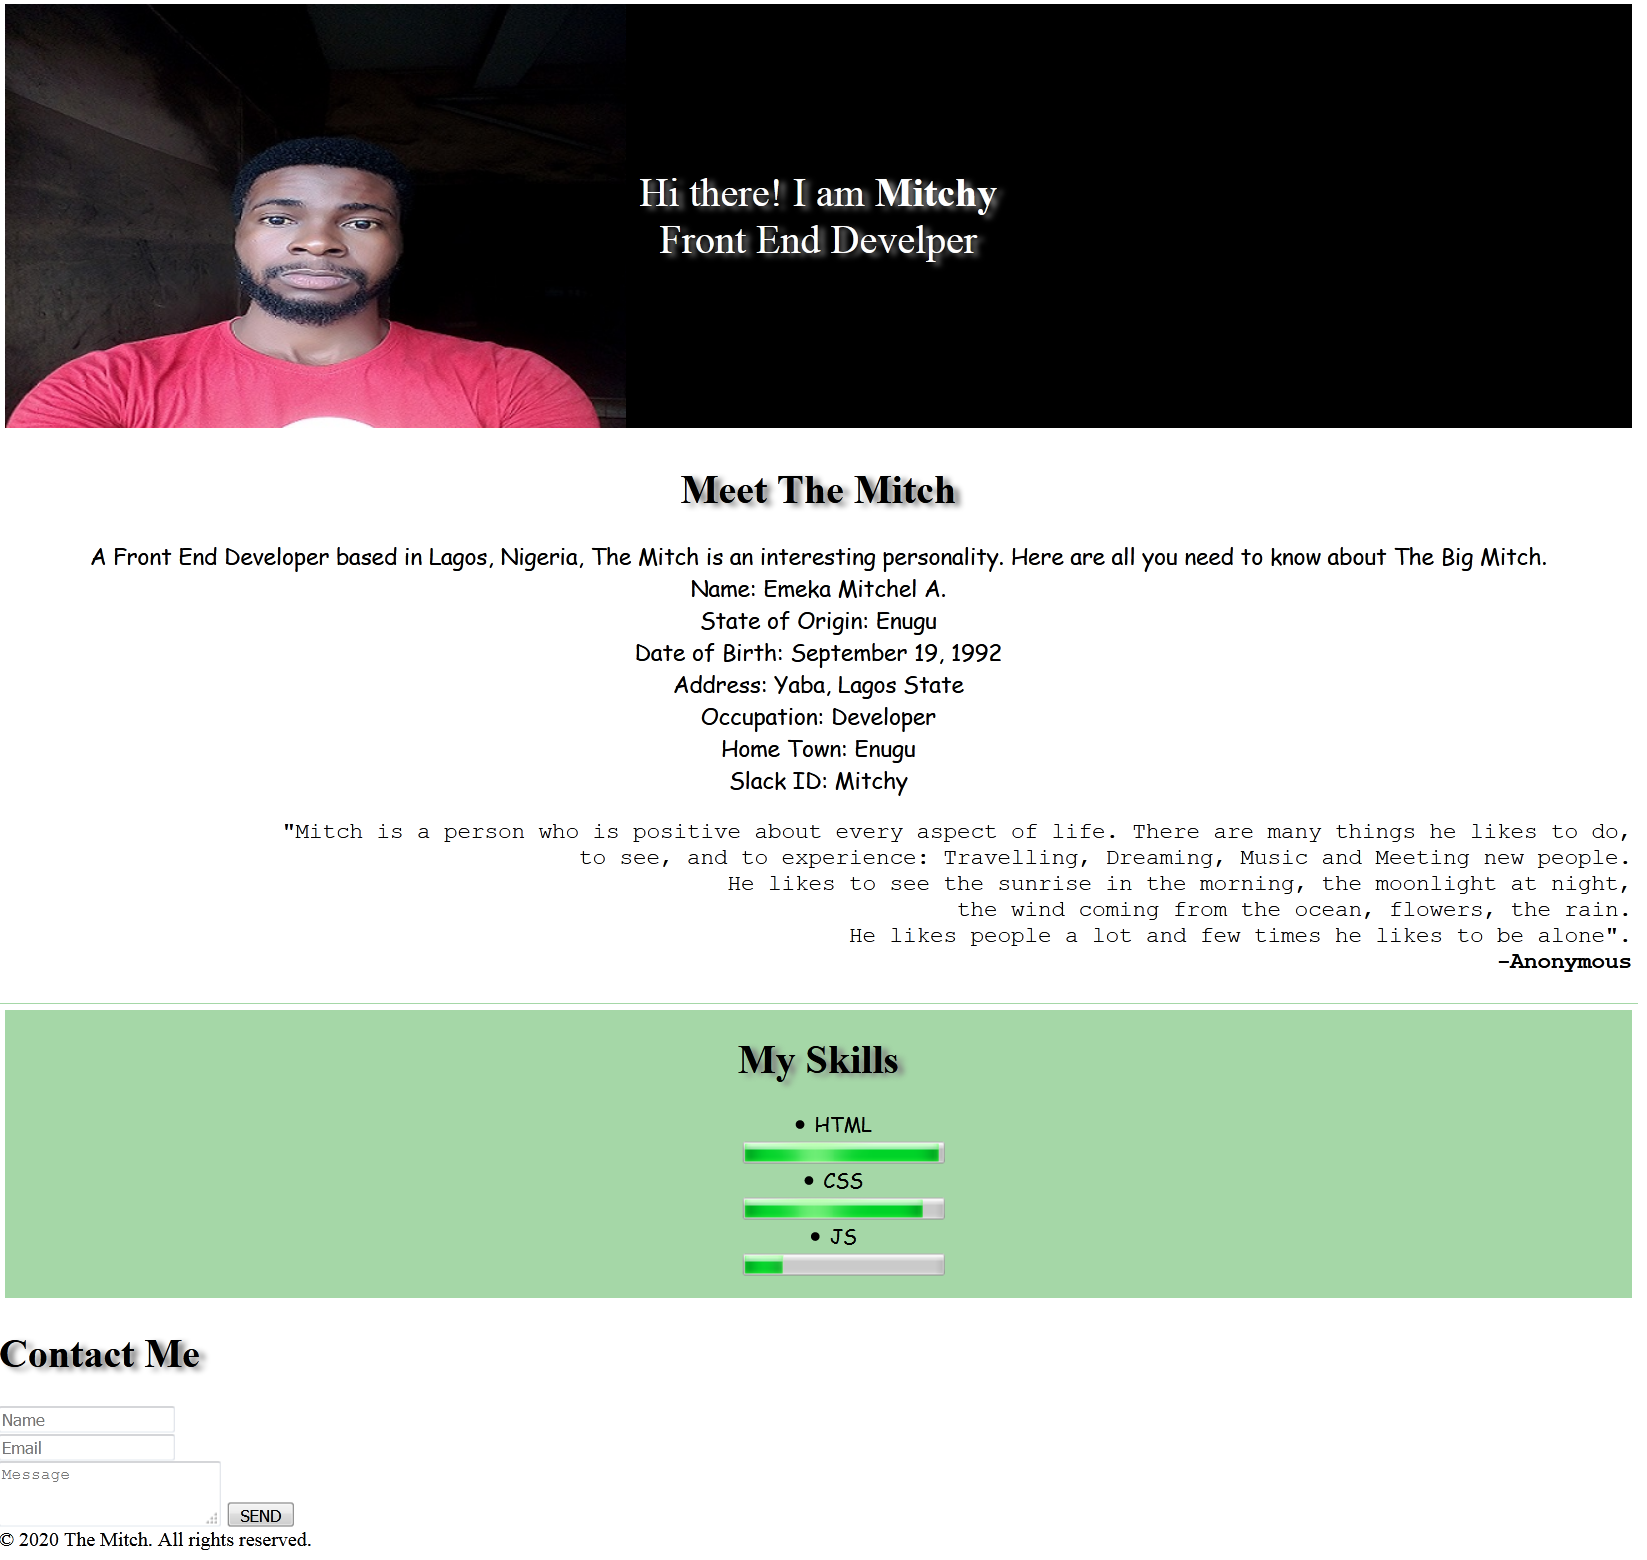 Hi there! I am Mitchy
Front End Develper
Meet The Mitch
A Front End Developer based in Lagos, Nigeria, The Mitch is an interesting personality. Here are all you need to know about The Big Mitch.
Name: Emeka Mitchel A.
State of Origin: Enugu
Date of Birth: September 19, 1992
Address: Yaba, Lagos State
Occupation: Developer
Home Town: Enugu
Slack ID: Mitchy
"Mitch is a person who is positive about every aspect of life. There are many things he likes to do,
to see, and to experience: Travelling, Dreaming, Music and Meeting new people.
He likes to see the sunrise in the morning, the moonlight at night,
the wind coming from the ocean, flowers, the rain.
He likes people a lot and few times he likes to be alone".
-Anonymous
My Skills
• HTML
• CSS
• JS
Contact Me
Name
Email
Message
SEND
© 2020 The Mitch. All rights reserved.